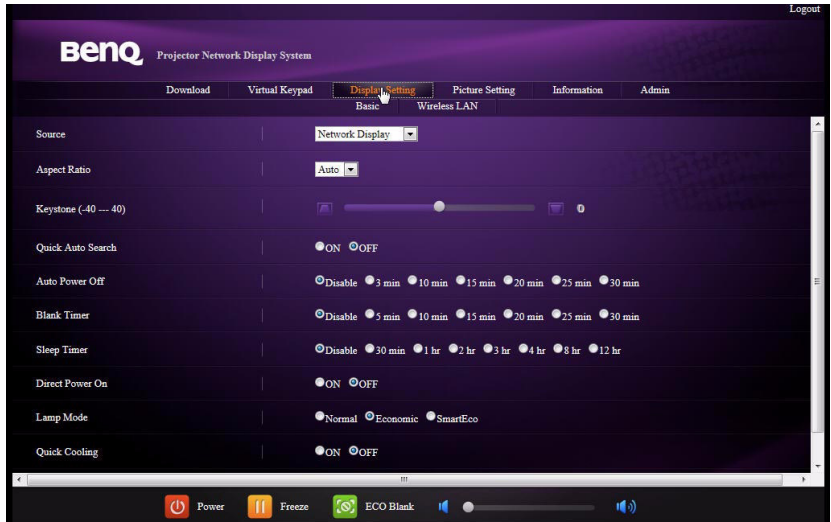 Logout
BenQ Projector Network Display System
Download Virtual Keypad Display Setting Picture Setting Information Admin
Basic Wireless LAN
Source Network Display
Aspect Ratio Auto
Keystone (-40 --- 40) 0
Quick Auto Search ON OFF
Auto Power Off Disable 3 min 10 min 15 min 20 min 25 min 30 min
Blank Timer Disable 5 min 10 min 15 min 20 min 25 min 30 min
Sleep Timer Disable 30 min 1 hr 2 hr 3 hr 4 hr 8 hr 12 hr
Direct Power On ON OFF
Lamp Mode Normal Economic SmartEco
Quick Cooling ON OFF
Power Freeze ECO Blank